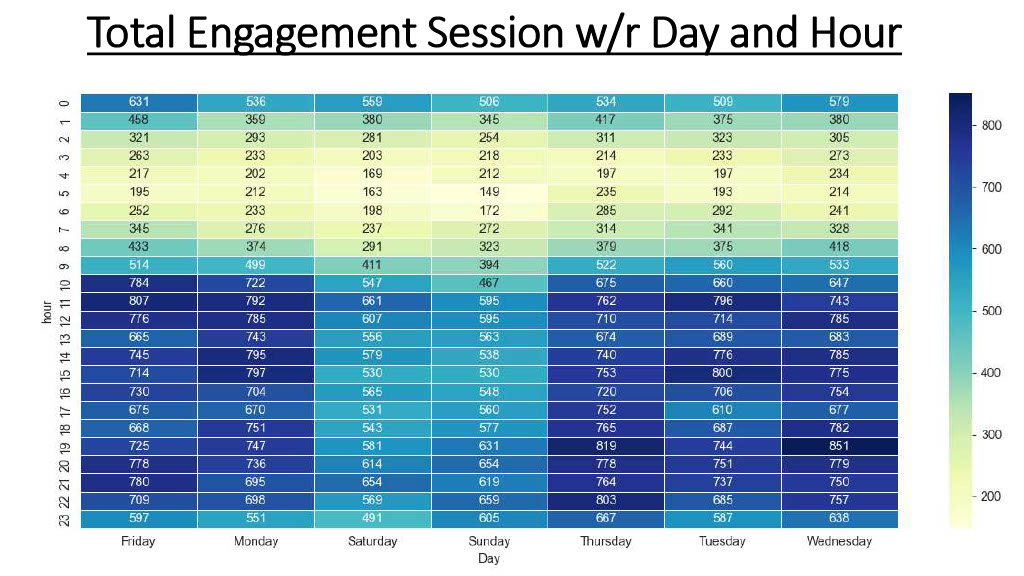 Total Engagement Session w/r Day and Hour
0 631 536 559 506 534 509 579
1 458 359 380 345 417 375 380
2 321 293 281 254 311 323 305
3 263 233 203 218 214 233 273
4 217 202 169 212 197 197 234
5 195 212 163 149 235 193 214
6 252 233 198 172 285 292 241
7 345 276 237 272 314 341 328
8 433 374 291 323 379 375 418
9 514 499 411 394 522 560 533
10 784 722 547 467 675 660 647
11 807 792 661 595 762 796 743
12 776 785 607 595 710 714 785
13 665 743 556 563 674 689 683
14 745 795 579 538 740 776 785
15 714 797 530 530 753 800 775
16 730 704 565 548 720 706 754
17 675 670 531 560 752 610 677
18 668 751 543 577 765 687 782
19 725 747 581 631 819 744 851
20 778 736 614 654 778 751 779
21 780 695 654 619 764 737 750
22 709 698 569 659 803 685 757
23 597 551 491 605 667 587 638
hour
Friday Monday Saturday Sunday Thursday Tuesday Wednesday
Day
800
700
600
500
400
300
200